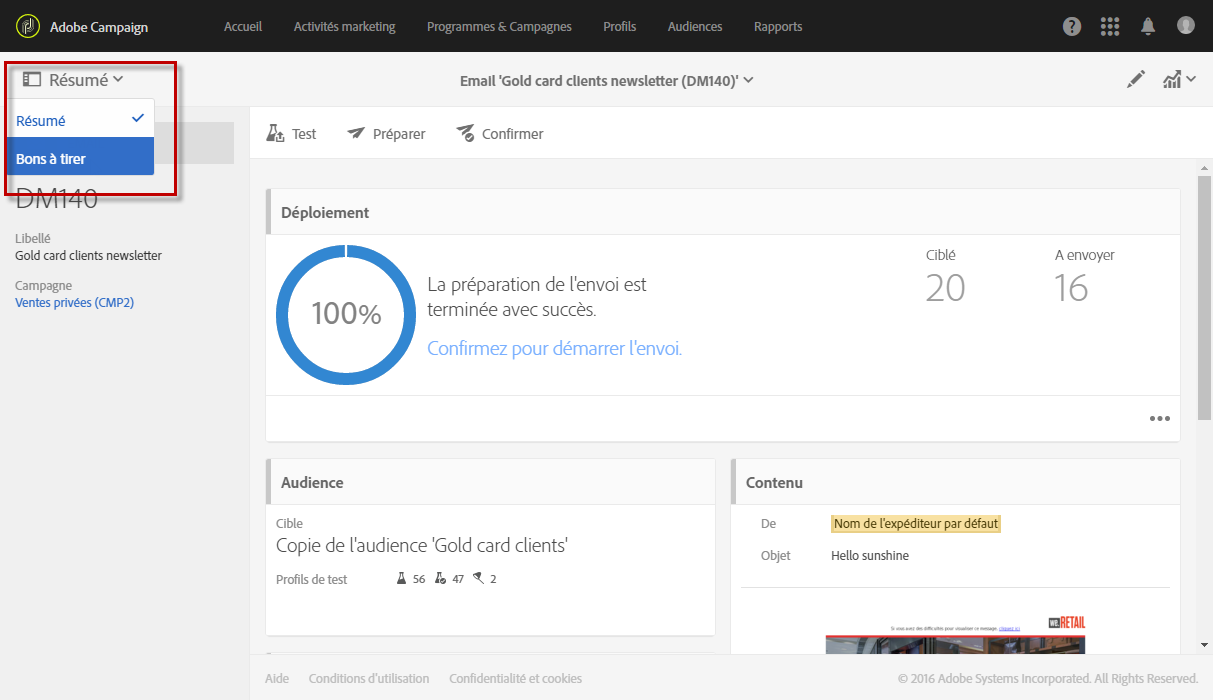 Adobe Campaign
Accueil
Activités marketing
Programmes & Campagnes
Profils
Audiences
Rapports
Résumé
Email 'Gold card clients newsletter (DM140)'
Résumé
Bons à tirer
DM140
Libellé
Gold card clients newsletter
Campagne
Ventes privées (CMP2)
Test
Préparer
Confirmer
Déploiement
100%
La préparation de l'envoi est
terminée avec succès.
Confirmez pour démarrer l'envoi.
Ciblé
20
A envoyer
16
Audience
Cible
Copie de l'audience 'Gold card clients'
Profils de test
56
47
2
Contenu
De
Nom de l'expéditeur par défaut
Objet
Hello sunshine
Si vous avez des difficultés pour visualiser ce message, cliquez ici
WE.RETAIL
Aide
Conditions d'utilisation
Confidentialité et cookies
© 2016 Adobe Systems Incorporated. All Rights Reserved.